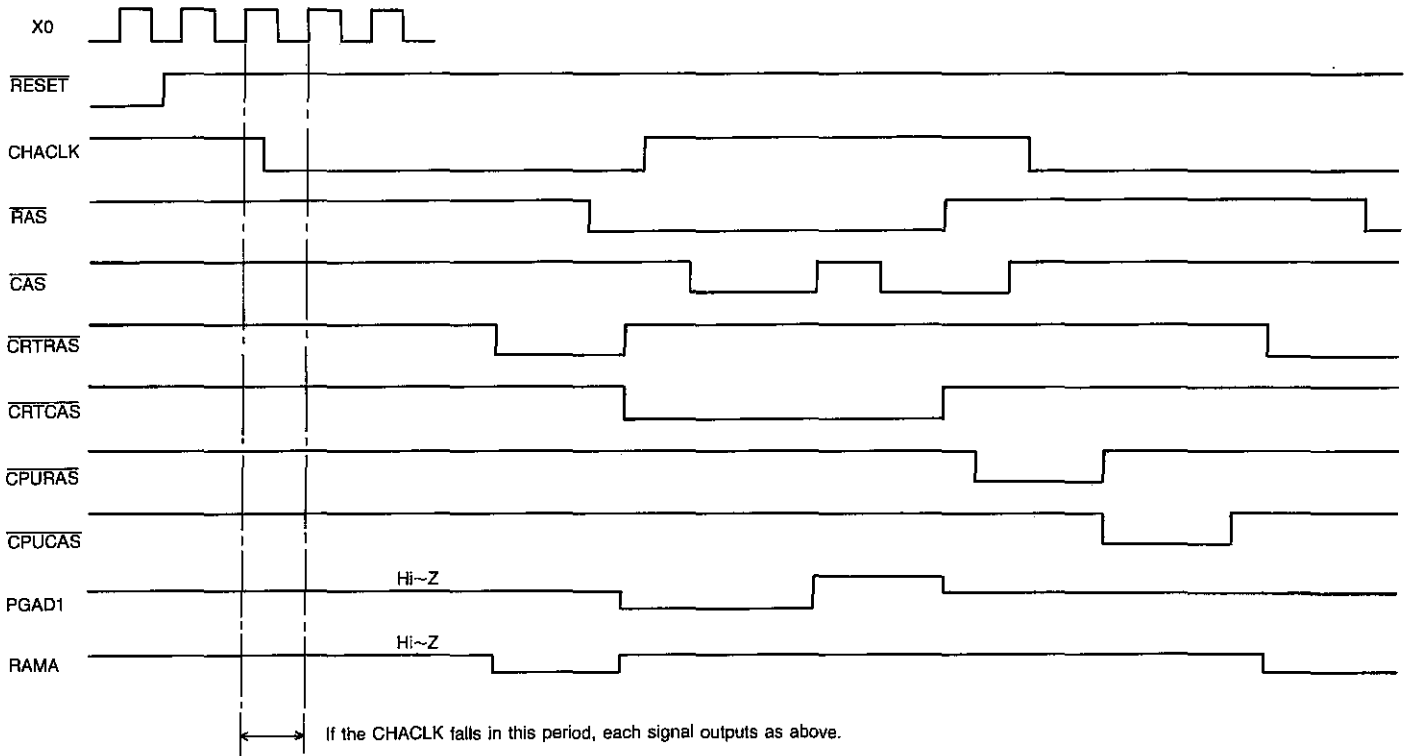 X0
RESET
CHACLK
RAS
CAS
CRTRAS
CRTCAS
CPURAS
CPUCAS
Hi~Z
PGAD1
Hi~Z
RAMA
If the CHACLK falls in this period, each signal outputs as above.